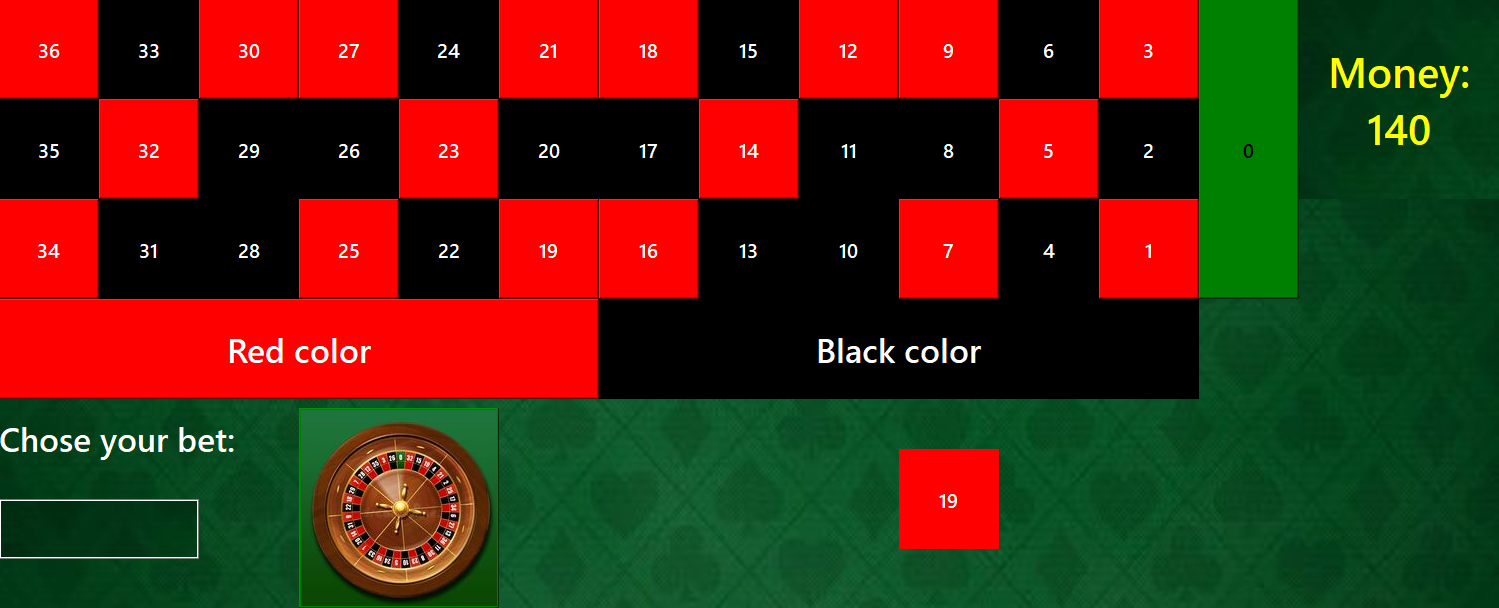 36 33 30 27 24 21 18 15 12 9 6 3
Money:
140
35 32 29 26 23 20 17 14 11 8 5 2 0
34 31 28 25 22 19 16 13 10 7 4 1
Red color Black color
Chose your bet:
19